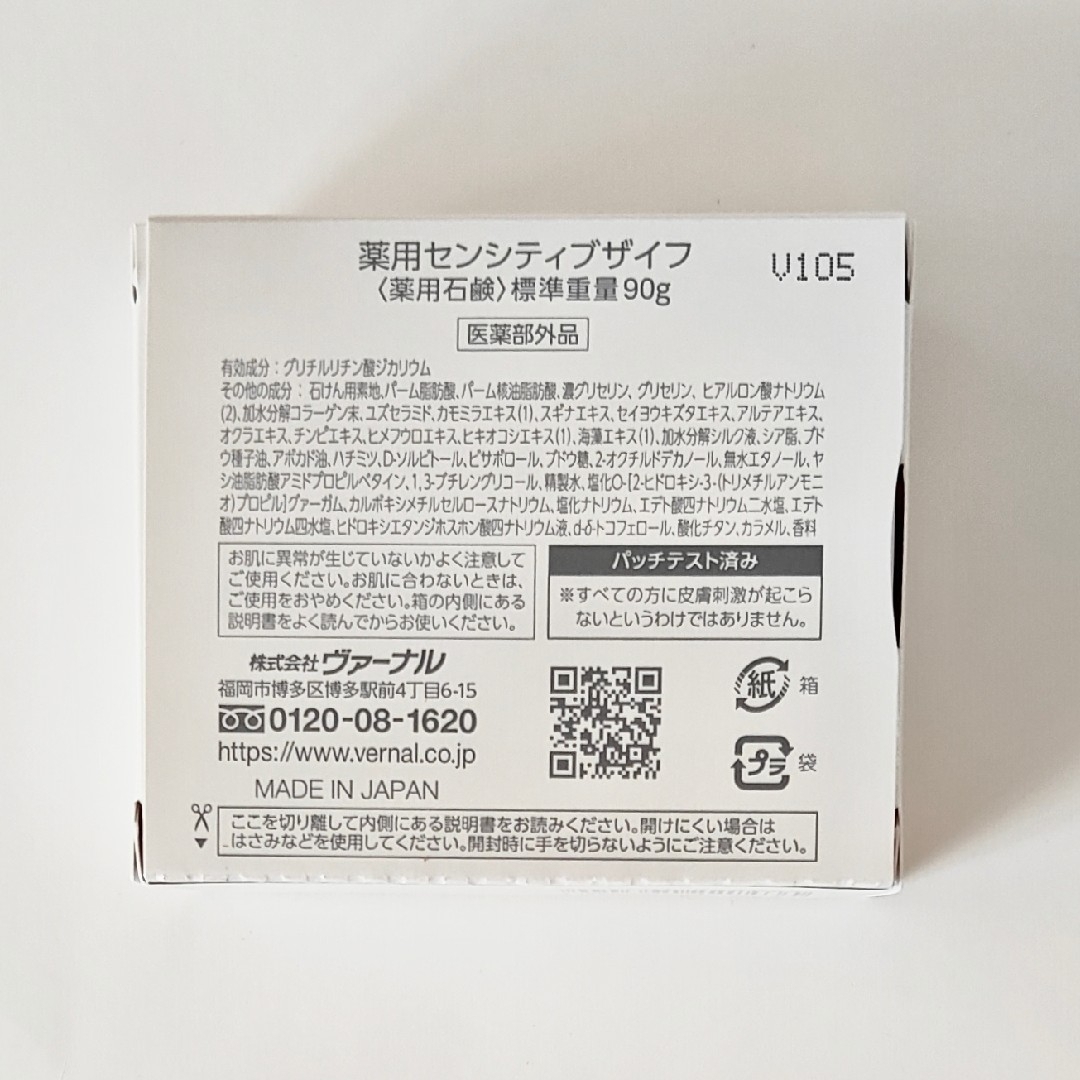 薬用センシティブザイフ
V105
〈薬用石鹸〉標準重量90g
医薬部外品
有効成分：グリチルリチン酸ジカリウム
その他の成分：石けん用素地、パーム脂肪酸、パーム核油脂肪酸、濃グリセリン、グリセリン、ヒアルロン酸ナトリウム
(2)、加水分解コラーゲン末、ユズセラミド、カモミラエキス(1)、スギナエキス、セイヨウキズタエキス、アルテアエキス、
オクラエキス、チンピエキス、ヒメフウロエキス、ヒキオコシエキス(1)、海藻エキス(1)、加水分解シルク液、シア脂、ブド
ウ種子油、アボカド油、ハチミツ、D-ソルビトール、ビサボロール、ブドウ糖、2-オクチルドデカノール、無水エタノール、ヤ
シ油脂肪酸アミドプロピルベタイン、1,3-ブチレングリコール、精製水、塩化O-[2-ヒドロキシ-3-(トリメチルアンモニ
オ)プロピル]グァーガム、カルボキシメチルセルロースナトリウム、塩化ナトリウム、エデト酸四ナトリウム二水塩、エデト
酸四ナトリウム四水塩、ヒドロキシエタンジホスホン酸四ナトリウム液、d-δ-トコフェロール、酸化チタン、カラメル、香料
お肌に異常が生じていないかよく注意して
ご使用ください。お肌に合わないときは、
ご使用をおやめください。箱の内側にある
説明書をよく読んでからお使いください。
パッチテスト済み
※すべての方に皮膚刺激が起こら
ないというわけではありません。
株式会社ヴァーナル
福岡市博多区博多駅前4丁目6-15
0120-08-1620
https://www.vernal.co.jp
MADE IN JAPAN
紙 箱
プラ 袋
ここを切り離して内側にある説明書をお読みください。開けにくい場合は
はさみなどを使用してください。開封時に手を切らないようにご注意ください。